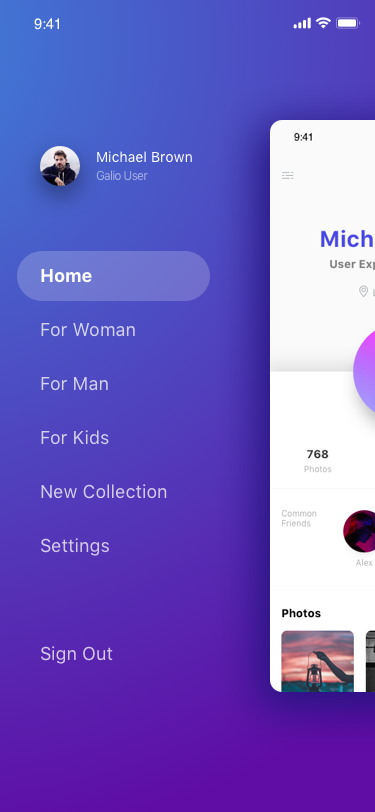 9:41
Michael Brown
Galio User
Home
For Woman
For Man
For Kids
New Collection
Settings
Sign Out
9:41
Mich
User Exp
768
Photos
Common
Friends
Alex
Photos